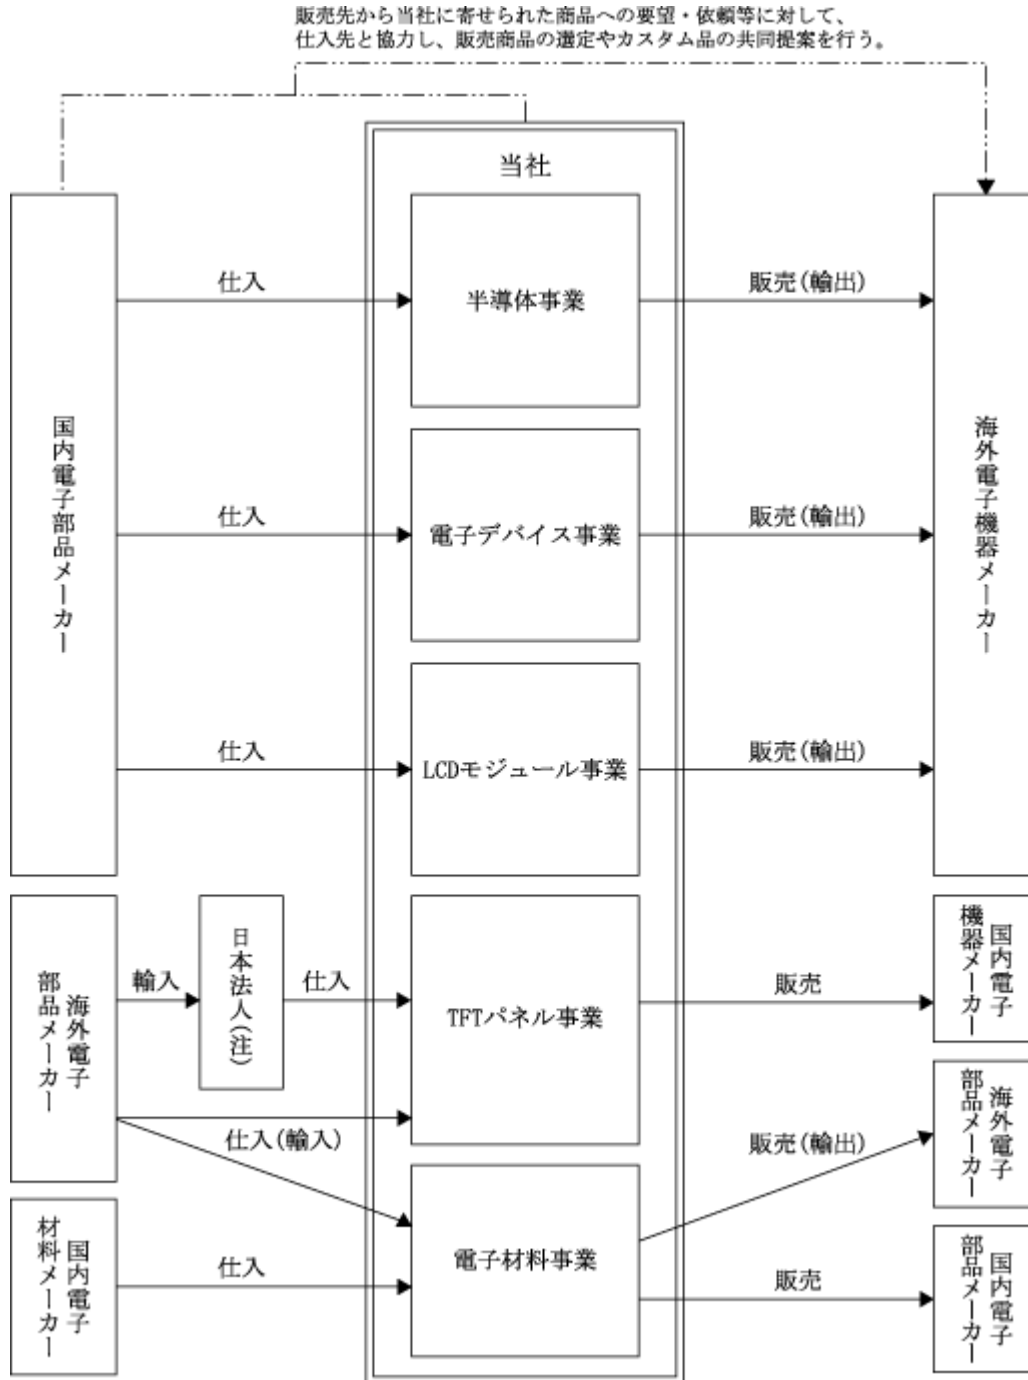 販売先から当社に寄せられた商品への要望・依頼等に対して、
仕入先と協力し、販売商品の選定やカスタム品の共同提案を行う。
当社
国内電子部品メーカー
仕入
半導体事業
販売(輸出)
海外電子機器メーカー
仕入
電子デバイス事業
販売(輸出)
仕入
LCDモジュール事業
販売(輸出)
海外電子
部品メーカー
輸入
日本法人(注)
仕入
TFTパネル事業
販売
国内電子
機器メーカー
仕入(輸入)
販売(輸出)
海外電子
部品メーカー
国内電子
材料メーカー
仕入
電子材料事業
販売
国内電子
部品メーカー